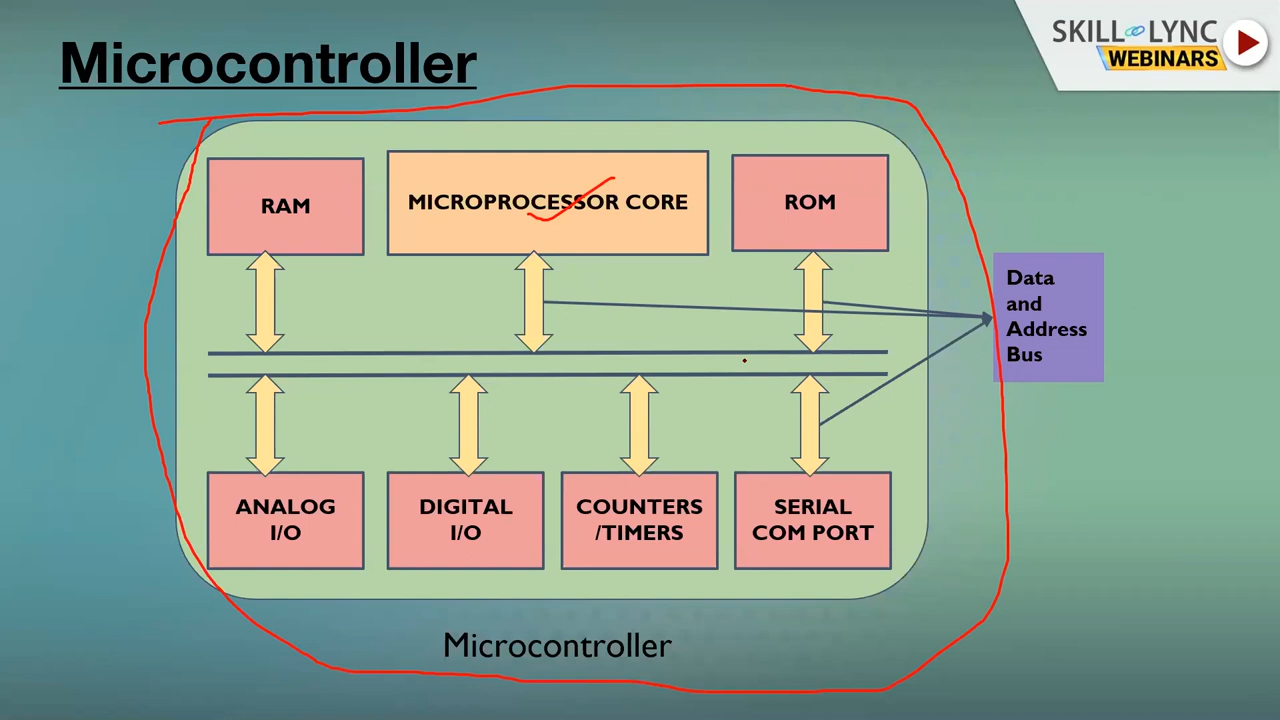 Microcontroller
SKILL LYNC
WEBINARS
RAM
MICROPROCESSOR CORE
ROM
Data
and
Address
Bus
ANALOG
I/O
DIGITAL
I/O
COUNTERS
/TIMERS
SERIAL
COM PORT
Microcontroller